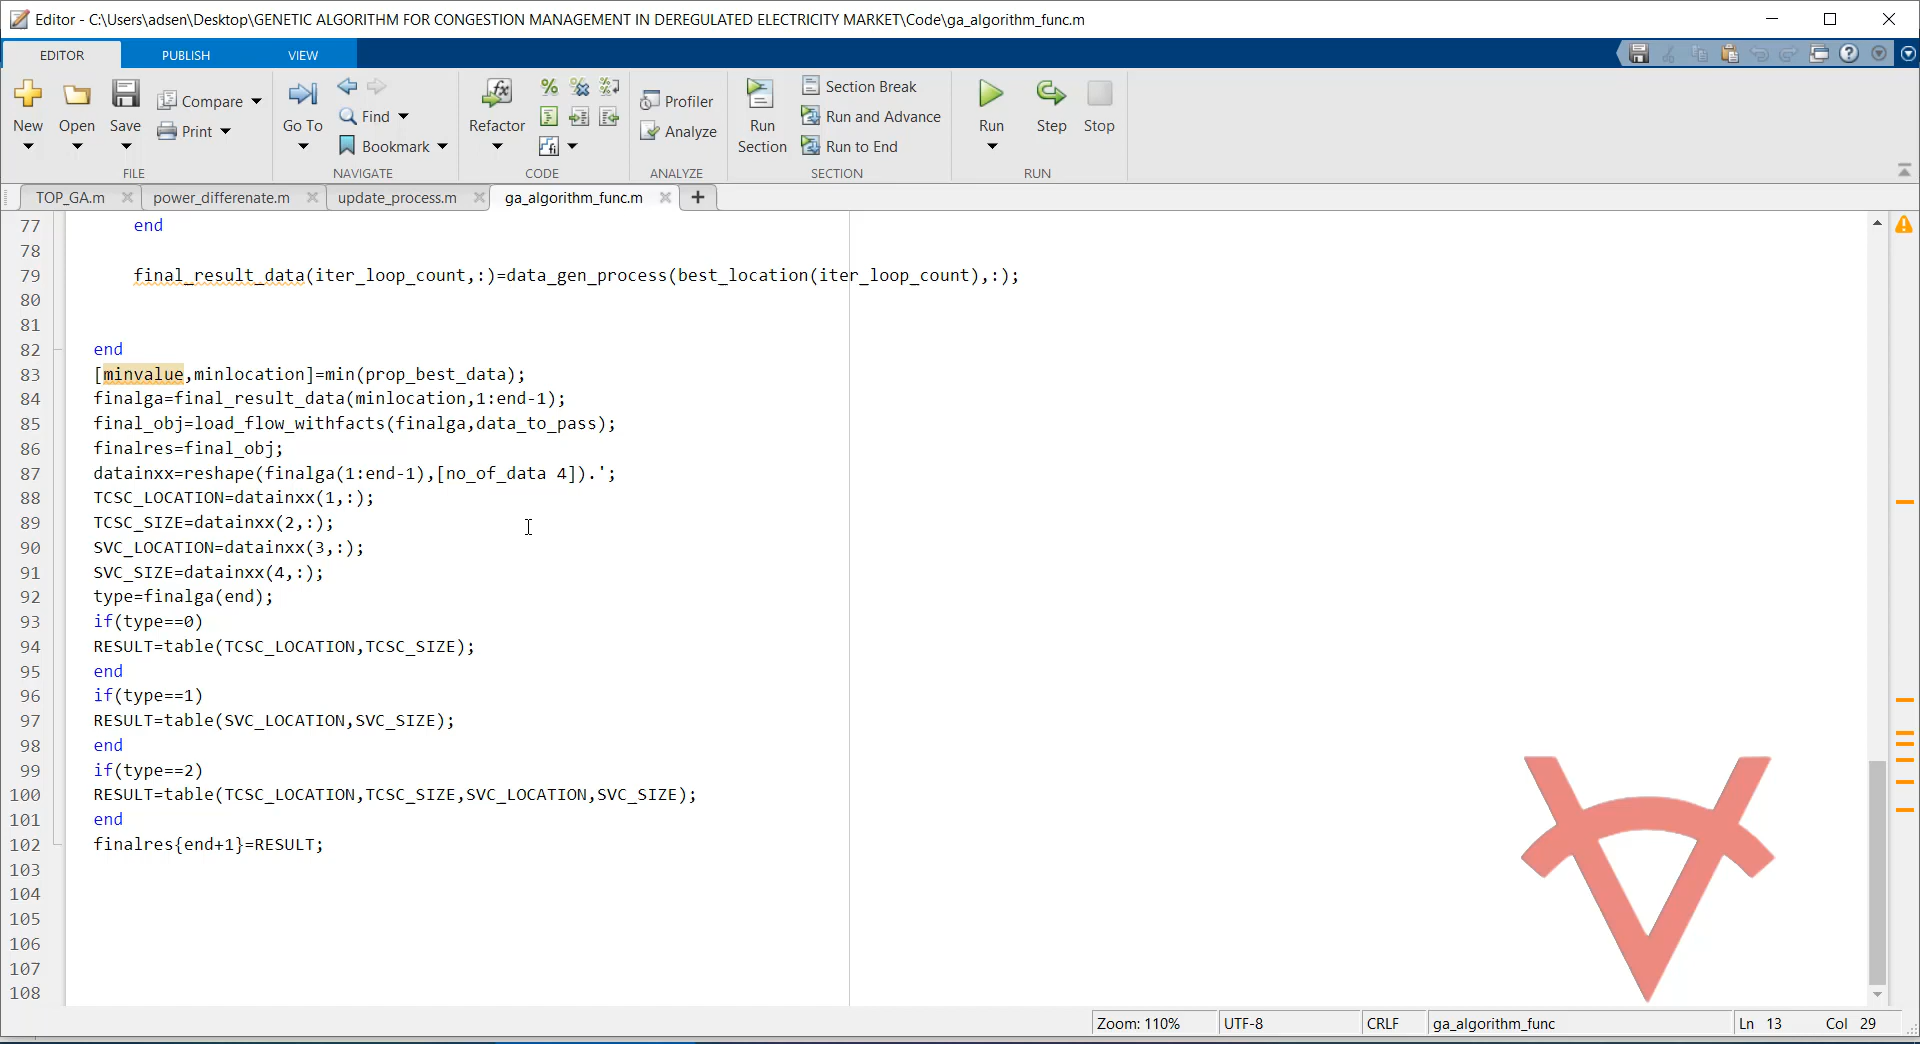 Editor - C:\Users\adsen\Desktop\GENETIC ALGORITHM FOR CONGESTION MANAGEMENT IN DEREGULATED ELECTRICITY MARKET\Code\ga_algorithm_func.m
EDITOR PUBLISH VIEW
New Open Save Compare Print
Go To Find Bookmark
Refactor
Profiler Analyze
Run Section
Section Break
Run and Advance
Run to End
Run Step Stop
FILE NAVIGATE CODE ANALYZE SECTION RUN
TOP_GA.m power_differenate.m update_process.m ga_algorithm_func.m
77 end
78
79 final_result_data(iter_loop_count,:)=data_gen_process(best_location(iter_loop_count),:);
80
81
82 end
83 [minvalue,minlocation]=min(prop_best_data);
84 finalga=final_result_data(minlocation,1:end-1);
85 final_obj=load_flow_withfacts(finalga,data_to_pass);
86 finalres=final_obj;
87 datainxx=reshape(finalga(1:end-1),[no_of_data 4]).';
88 TCSC_LOCATION=datainxx(1,:);
89 TCSC_SIZE=datainxx(2,:);
90 SVC_LOCATION=datainxx(3,:);
91 SVC_SIZE=datainxx(4,:);
92 type=finalga(end);
93 if(type==0)
94 RESULT=table(TCSC_LOCATION,TCSC_SIZE);
95 end
96 if(type==1)
97 RESULT=table(SVC_LOCATION,SVC_SIZE);
98 end
99 if(type==2)
100 RESULT=table(TCSC_LOCATION,TCSC_SIZE,SVC_LOCATION,SVC_SIZE);
101 end
102 finalres{end+1}=RESULT;
103
104
105
106
107
108
Zoom: 110% UTF-8 CRLF ga_algorithm_func Ln 13 Col 29